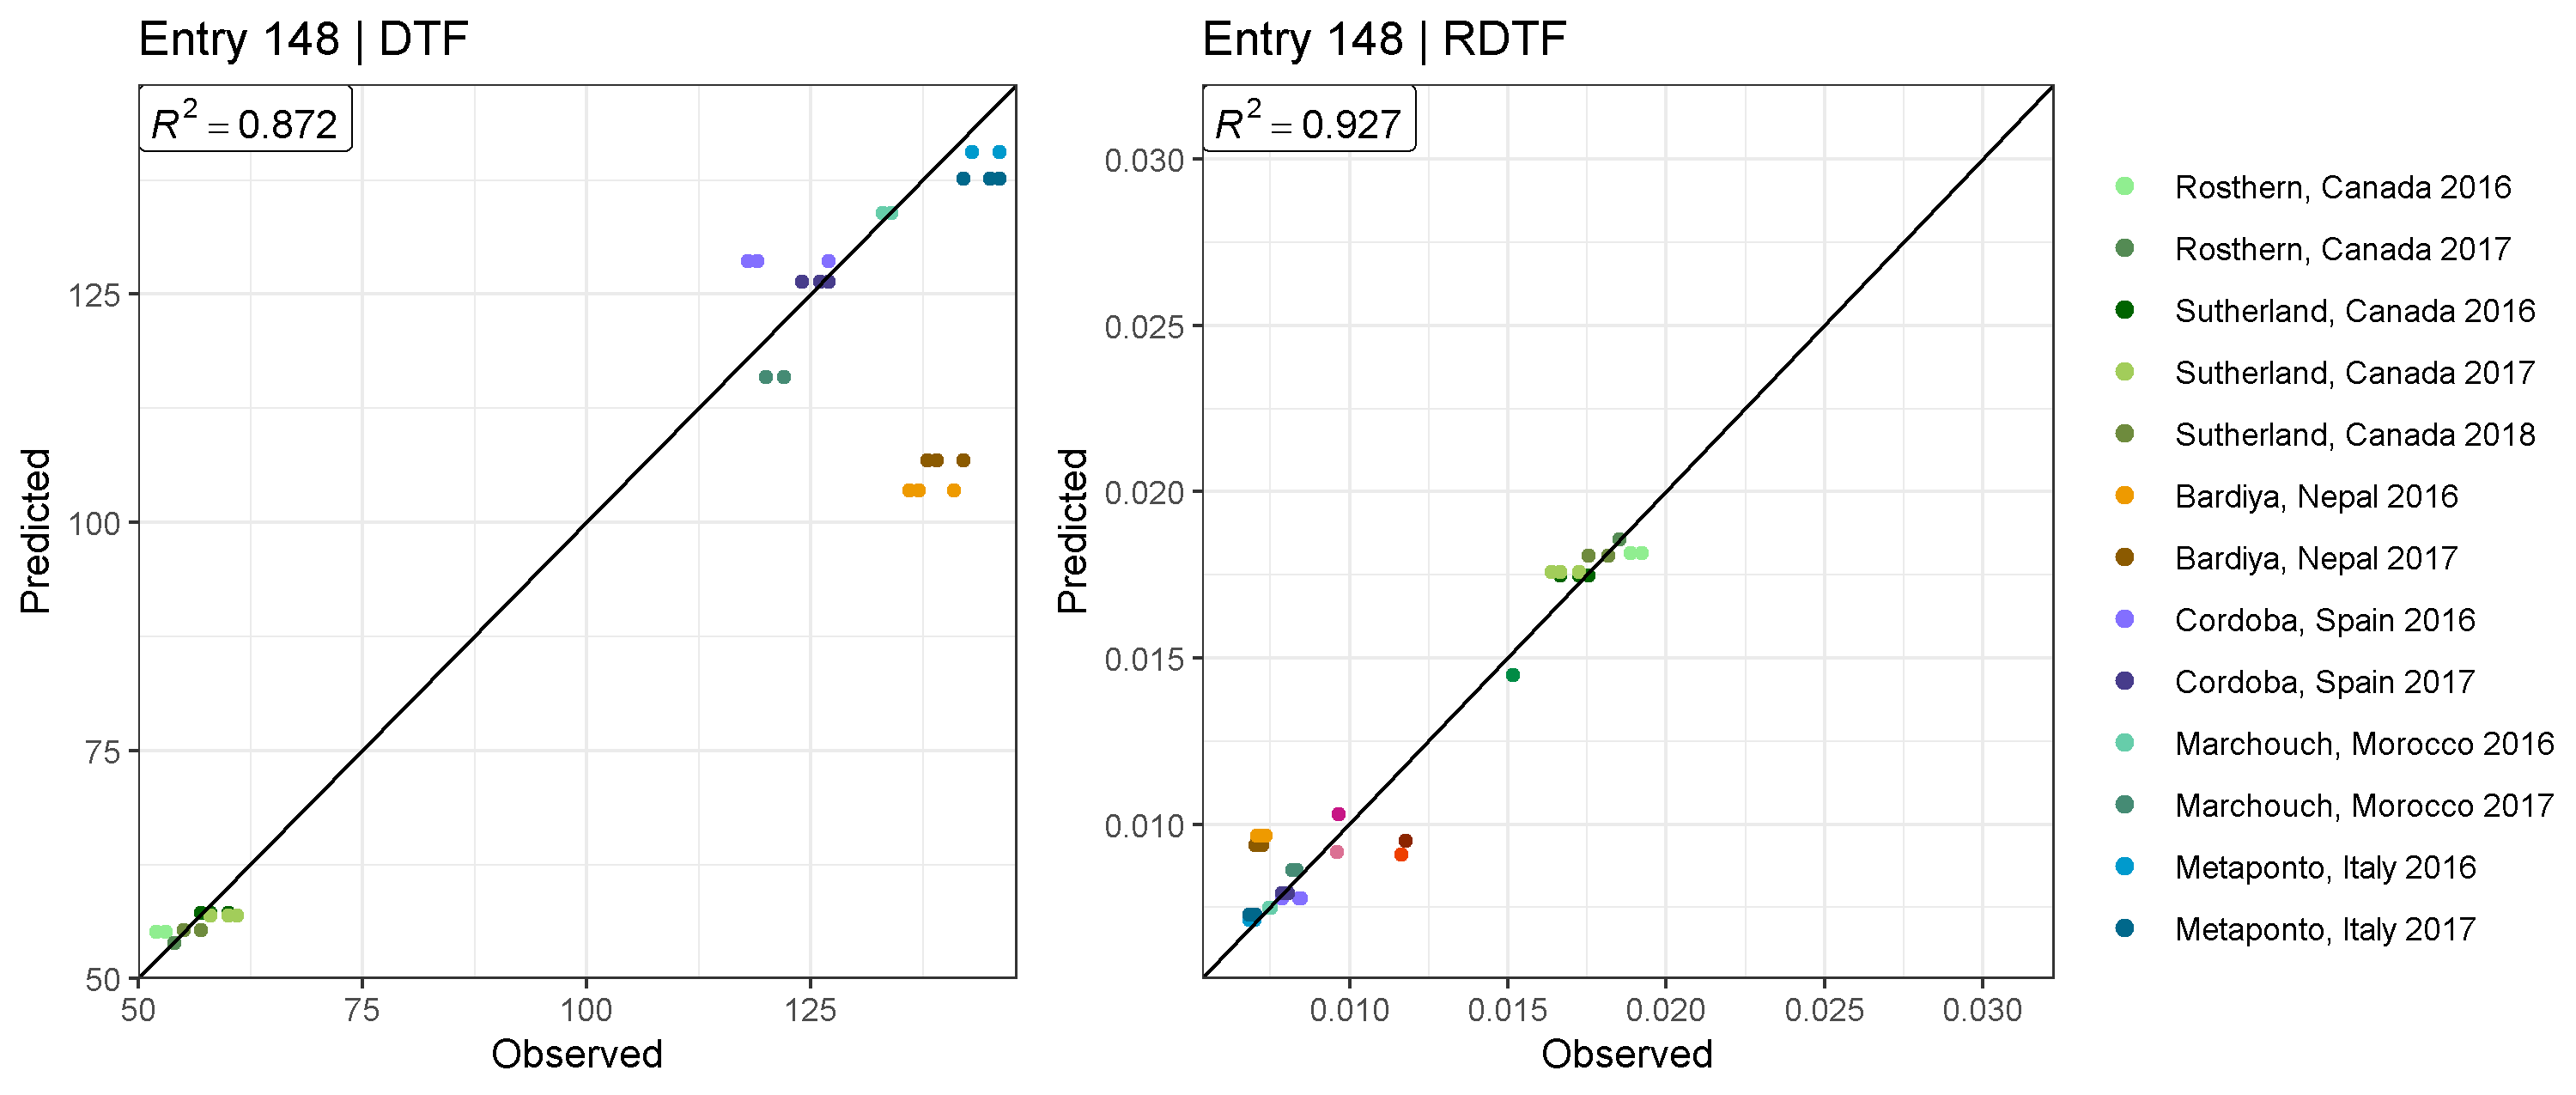 Entry 148 | DTF
R2 = 0.872
125
100
75
50
50 75 100 125
Observed
Predicted
Entry 148 | RDTF
R2 = 0.927
0.030
0.025
0.020
0.015
0.010
0.010 0.015 0.020 0.025 0.030
Observed
Predicted
Rosthern, Canada 2016
Rosthern, Canada 2017
Sutherland, Canada 2016
Sutherland, Canada 2017
Sutherland, Canada 2018
Bardiya, Nepal 2016
Bardiya, Nepal 2017
Cordoba, Spain 2016
Cordoba, Spain 2017
Marchouch, Morocco 2016
Marchouch, Morocco 2017
Metaponto, Italy 2016
Metaponto, Italy 2017